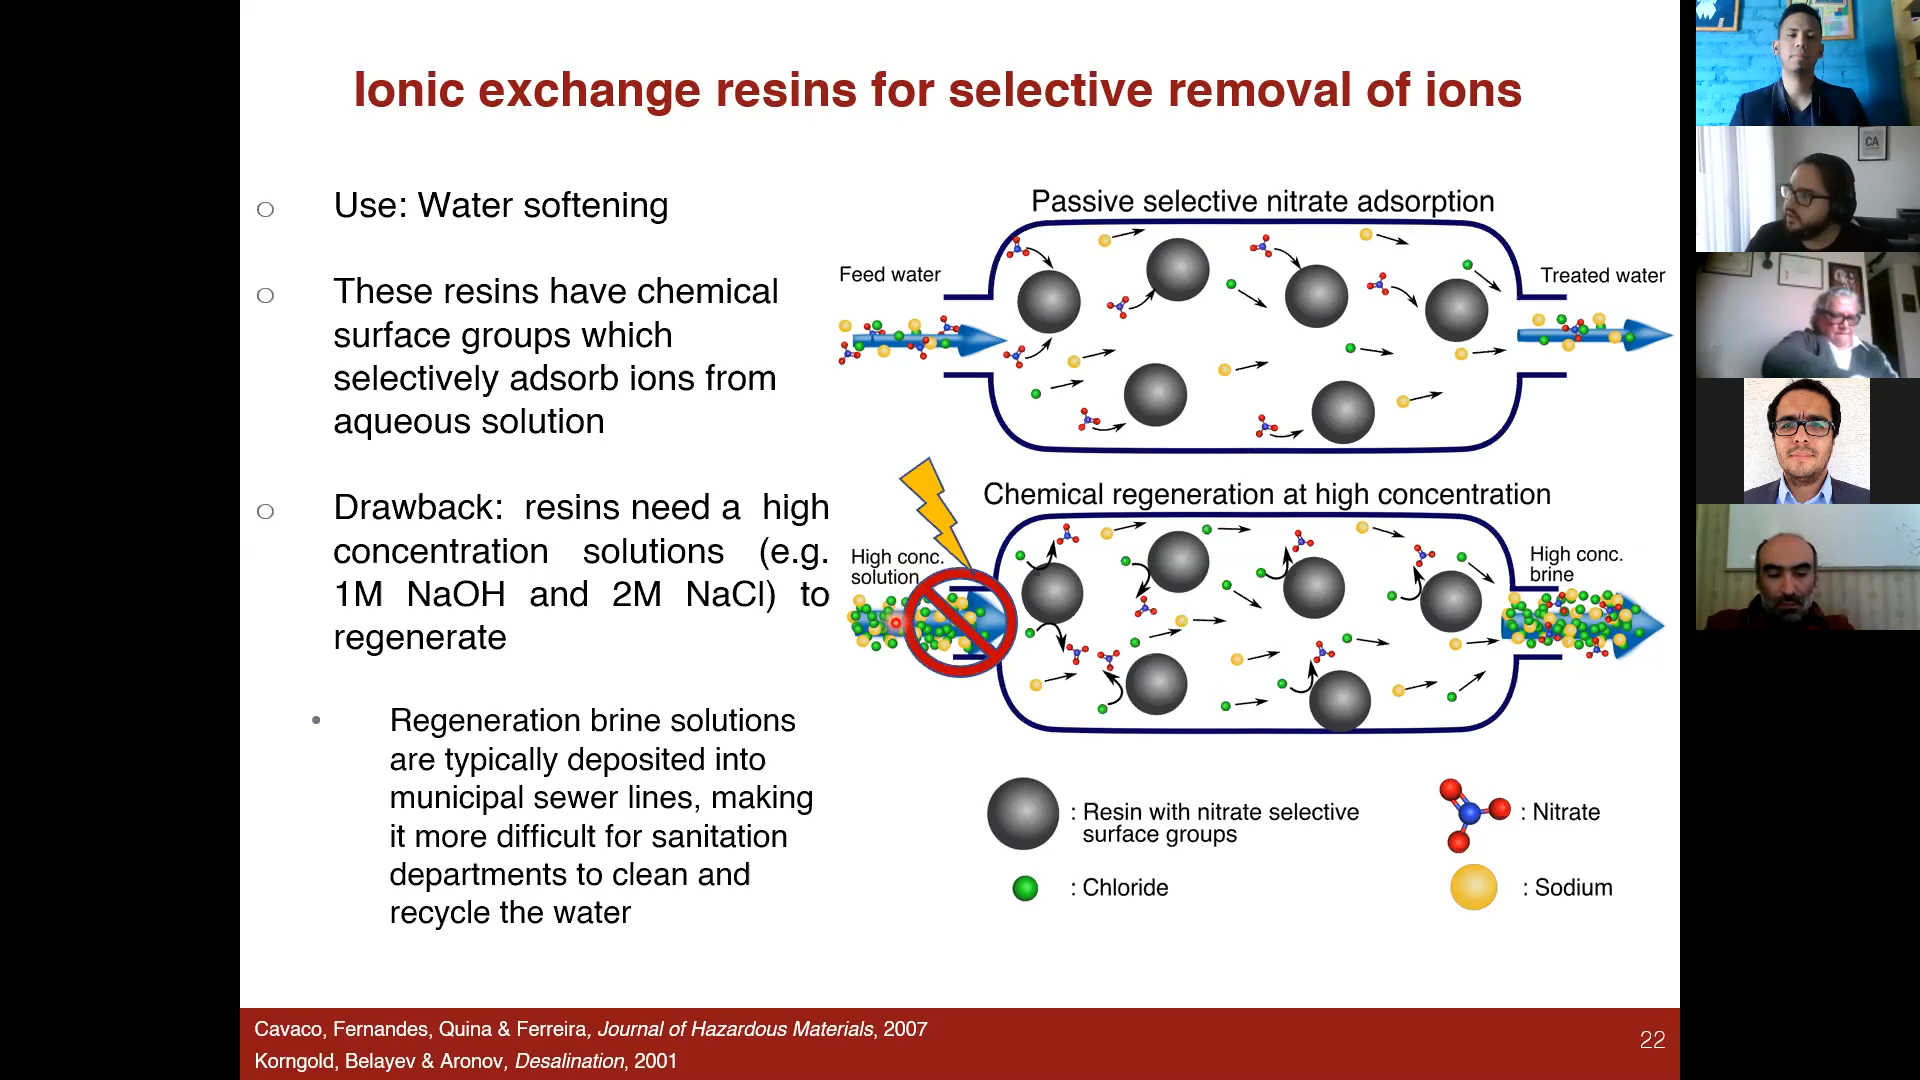 Ionic exchange resins for selective removal of ions
Use: Water softening
These resins have chemical
surface groups which
selectively adsorb ions from
aqueous solution
Drawback: resins need a high
concentration solutions (e.g.
1M NaOH and 2M NaCl) to
regenerate
Regeneration brine solutions
are typically deposited into
municipal sewer lines, making
it more difficult for sanitation
departments to clean and
recycle the water
Passive selective nitrate adsorption
Feed water
Treated water
Chemical regeneration at high concentration
High conc.
solution
High conc.
brine
: Resin with nitrate selective
surface groups
: Nitrate
: Chloride
: Sodium
Cavaco, Fernandes, Quina & Ferreira, Journal of Hazardous Materials, 2007
Korngold, Belayev & Aronov, Desalination, 2001
22
CA